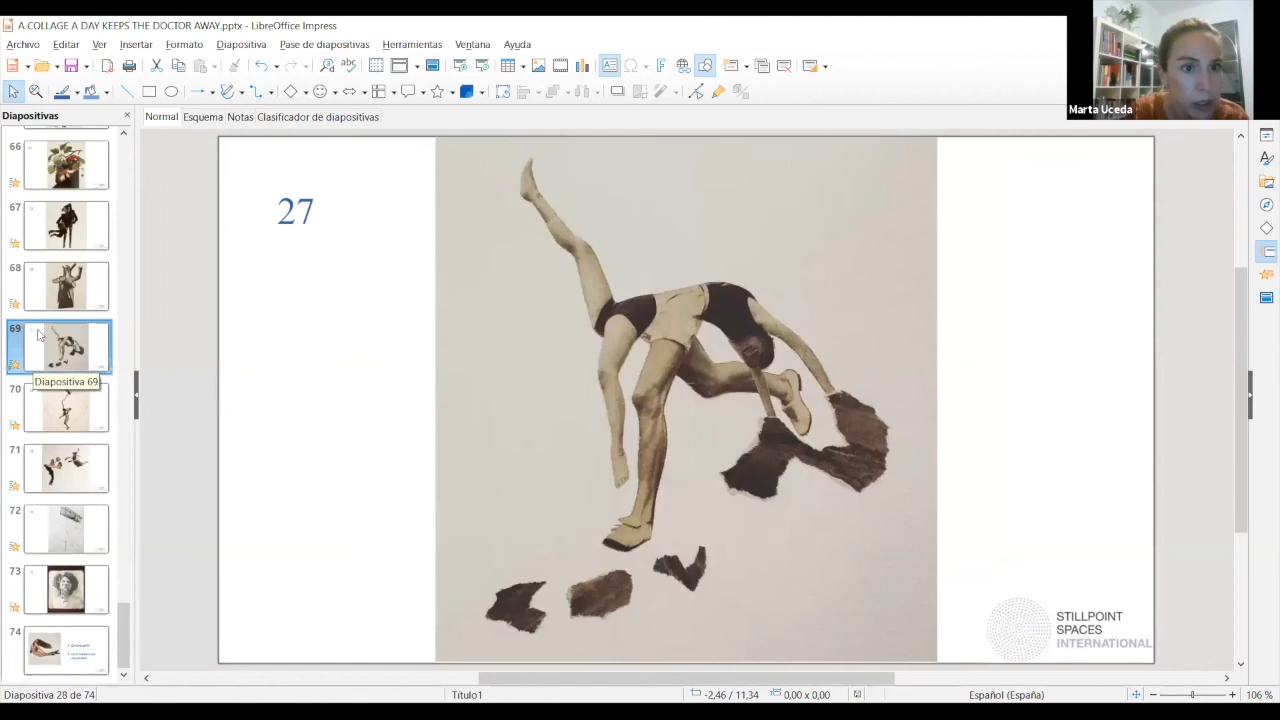 A COLLAGE A DAY KEEPS THE DOCTOR AWAY.pptx - LibreOffice Impress
Archivo Editar Ver Insertar Formato Diapositiva Pase de diapositivas Herramientas Ventana Ayuda
Marta Uceda
Diapositivas
Normal Esquema Notas Clasificador de diapositivas
66
67
68
69
Diapositiva 69
70
71
72
73
74
27
STILLPOINT
SPACES
INTERNATIONAL
Diapositiva 28 de 74
Título1
-2,46 / 11,34
0,00 x 0,00
Español (España)
106 %